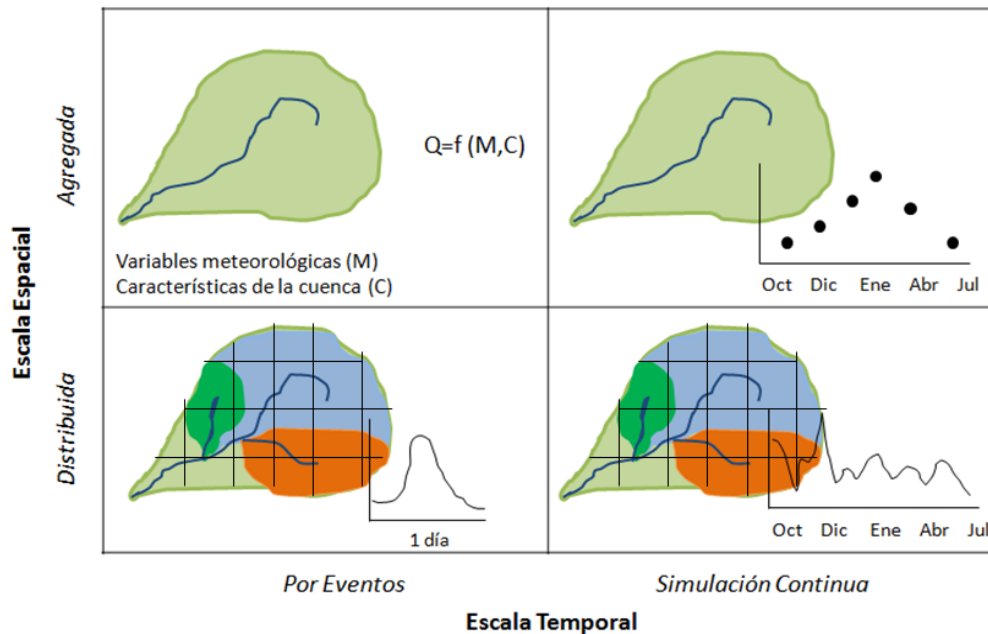 Escala Espacial
Agregada
Q=f (M,C)
Variables meteorológicas (M)
Características de la cuenca (C)
Oct Dic Ene Abr Jul
Distribuida
1 día
Oct Dic Ene Abr Jul
Por Eventos
Simulación Continua
Escala Temporal